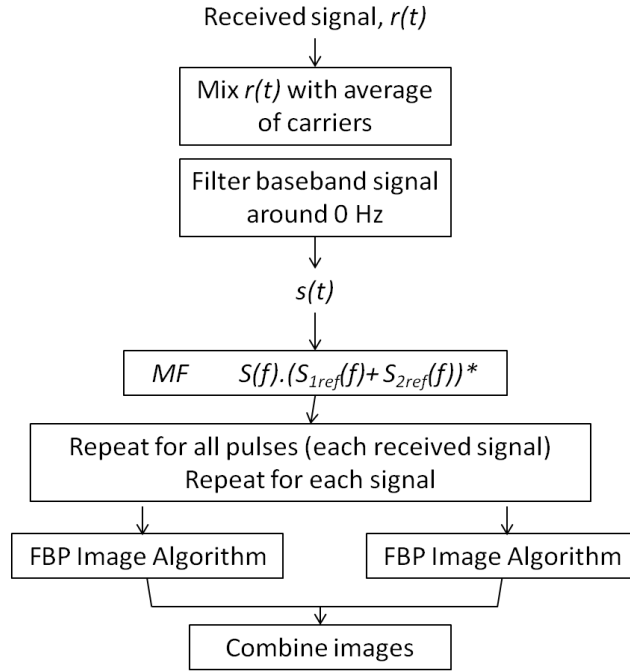 Received signal, r(t)
Mix r(t) with average
of carriers
Filter baseband signal
around 0 Hz
s(t)
MF S(f).(S1ref(f)+ S2ref(f))*
Repeat for all pulses (each received signal)
Repeat for each signal
FBP Image Algorithm
FBP Image Algorithm
Combine images